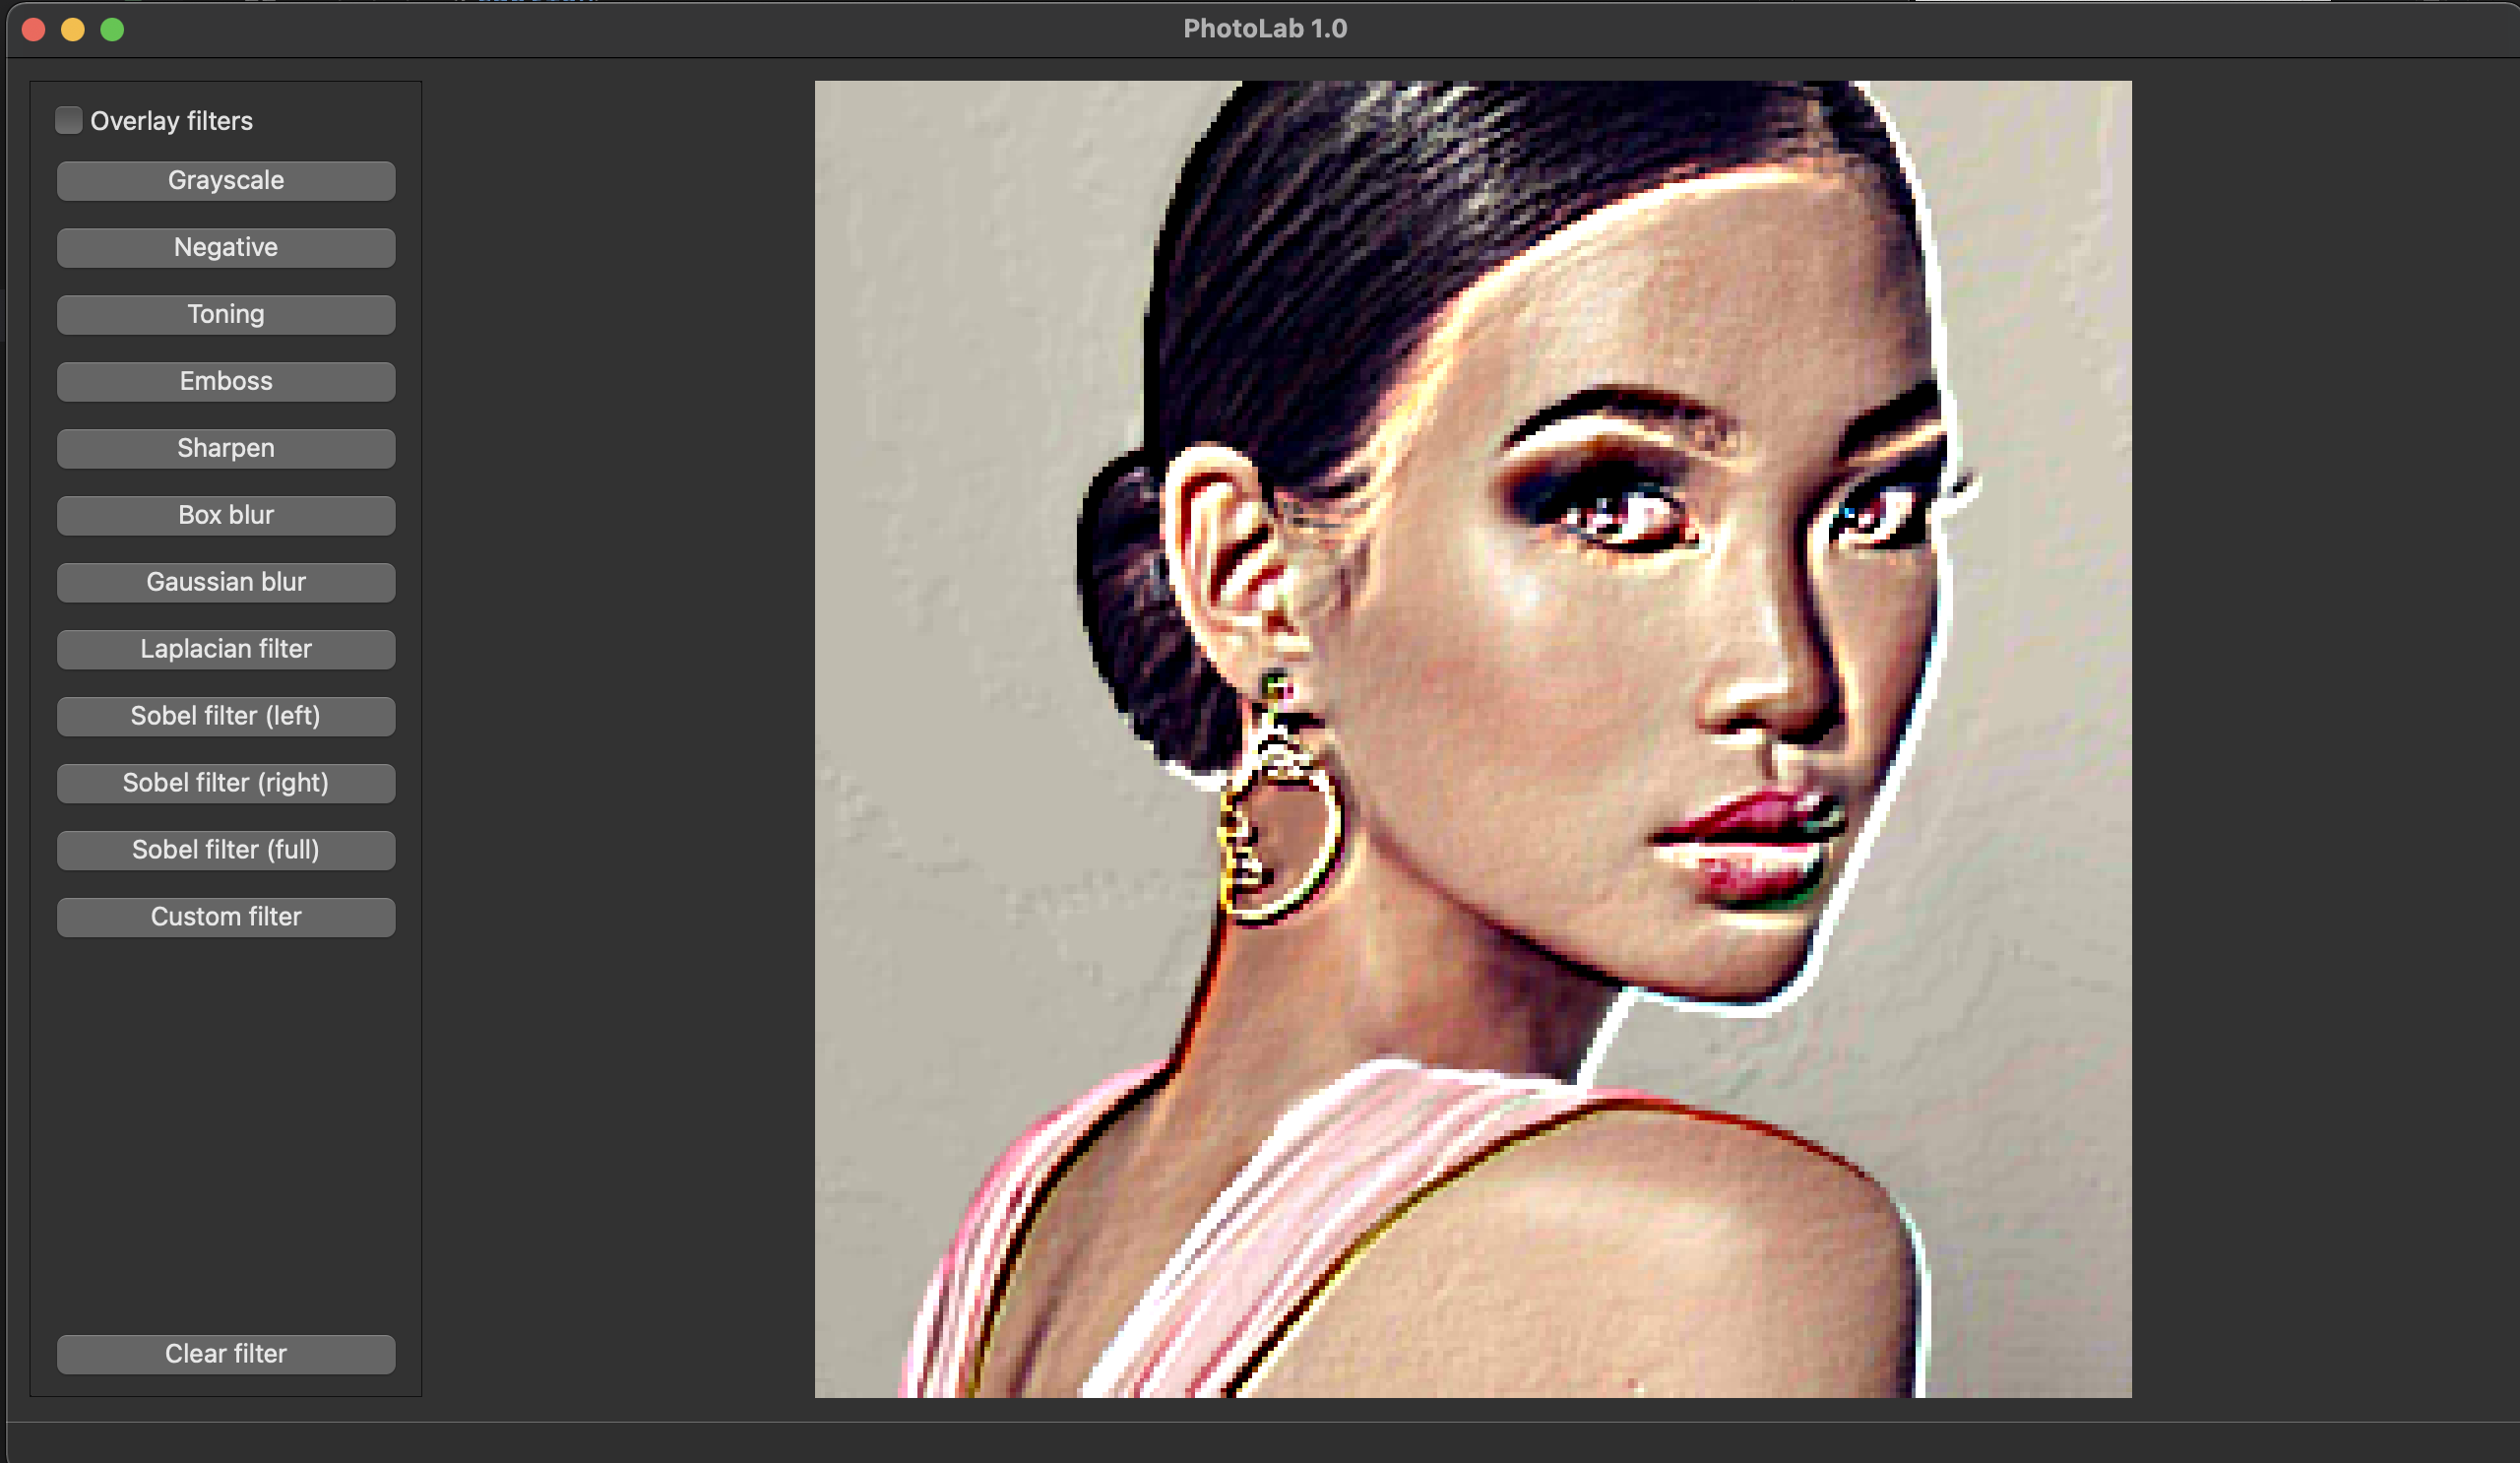 PhotoLab 1.0
Overlay filters
Grayscale
Negative
Toning
Emboss
Sharpen
Box blur
Gaussian blur
Laplacian filter
Sobel filter (left)
Sobel filter (right)
Sobel filter (full)
Custom filter
Clear filter